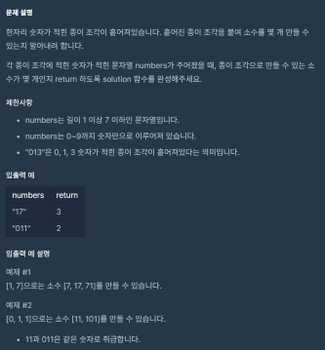 문제 설명
한자리 숫자가 적힌 종이 조각이 흩어져있습니다. 흩어진 종이 조각을 붙여 소수를 몇 개 만들 수
있는지 알아내려 합니다.
각 종이 조각에 적힌 숫자가 적힌 문자열 numbers가 주어졌을 때, 종이 조각으로 만들 수 있는 소
수가 몇 개인지 return 하도록 solution 함수를 완성해주세요.
제한사항
• numbers는 길이 1 이상 7 이하인 문자열입니다.
• numbers는 0~9까지 숫자만으로 이루어져 있습니다.
• "013"은 0, 1, 3 숫자가 적힌 종이 조각이 흩어져있다는 의미입니다.
입출력 예
numbers return
"17" 3
"011" 2
입출력 예 설명
예제 #1
[1, 7]으로는 소수 [7, 17, 71]를 만들 수 있습니다.
예제 #2
[0, 1, 1]으로는 소수 [11, 101]를 만들 수 있습니다.
• 11과 011은 같은 숫자로 취급합니다.